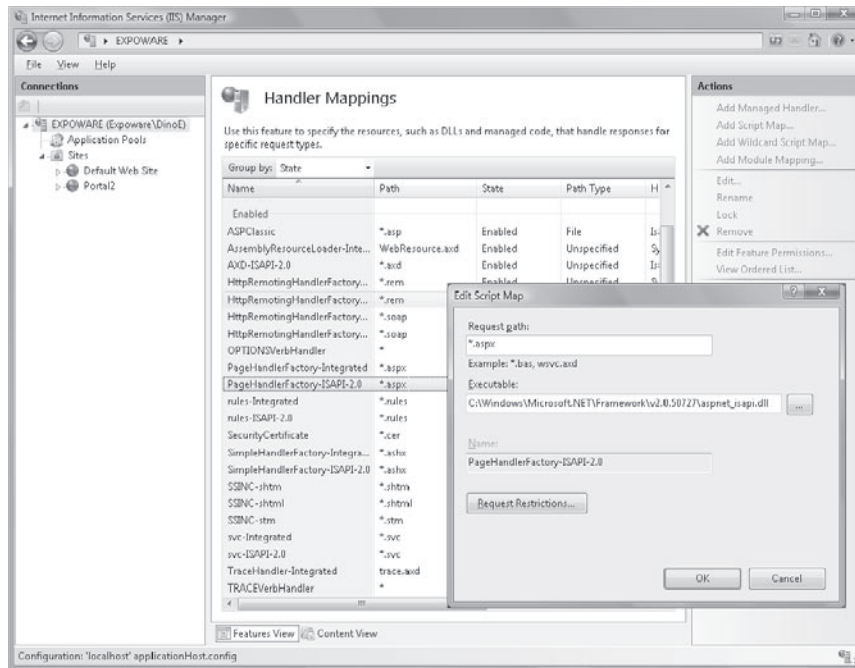 Internet Information Services (IIS) Manager
EXPOWARE
File View Help
Connections
EXPOWARE (Expoware\DinoE)
Application Pools
Sites
Default Web Site
Portal2
Handler Mappings
Use this feature to specify the resources, such as DLLs and managed code, that handle responses for
specific request types.
Group by: State
Name Path State Path Type H
Enabled
ASPClassic *.asp Enabled File Is
AssemblyResourceLoader-Inte... WebResource.axd Enabled Unspecified Sy
AXD-ISAPI-2.0 *.axd Enabled Unspecified Is
HttpRemotingHandlerFactory... *.rem Enabled Unspecified
HttpRemotingHandlerFactory... *.rem
HttpRemotingHandlerFactory... *.soap
HttpRemotingHandlerFactory... *.soap
OPTIONSVerbHandler *
PageHandlerFactory-Integrated *.aspx
PageHandlerFactory-ISAPI-2.0 *.aspx
rules-Integrated *.rules
rules-ISAPI-2.0 *.rules
SecurityCertificate *.cer
SimpleHandlerFactory-Integra... *.ashx
SimpleHandlerFactory-ISAPI-2.0 *.ashx
SSINC-shtm *.shtm
SSINC-shtml *.shtml
SSINC-stm *.stm
svc-Integrated *.svc
svc-ISAPI-2.0 *.svc
TraceHandler-Integrated trace.axd
TRACEVerbHandler *
Features View Content View
Actions
Add Managed Handler...
Add Script Map...
Add Wildcard Script Map...
Add Module Mapping...
Edit...
Rename
Lock
Remove
Edit Feature Permissions...
View Ordered List...
Edit Script Map
Request path:
*.aspx
Example: *.bas, wsvc.axd
Executable:
C:\Windows\Microsoft.NET\Framework\v2.0.50727\aspnet_isapi.dll
...
Name:
PageHandlerFactory-ISAPI-2.0
Request Restrictions...
OK Cancel
Configuration: 'localhost' applicationHost.config